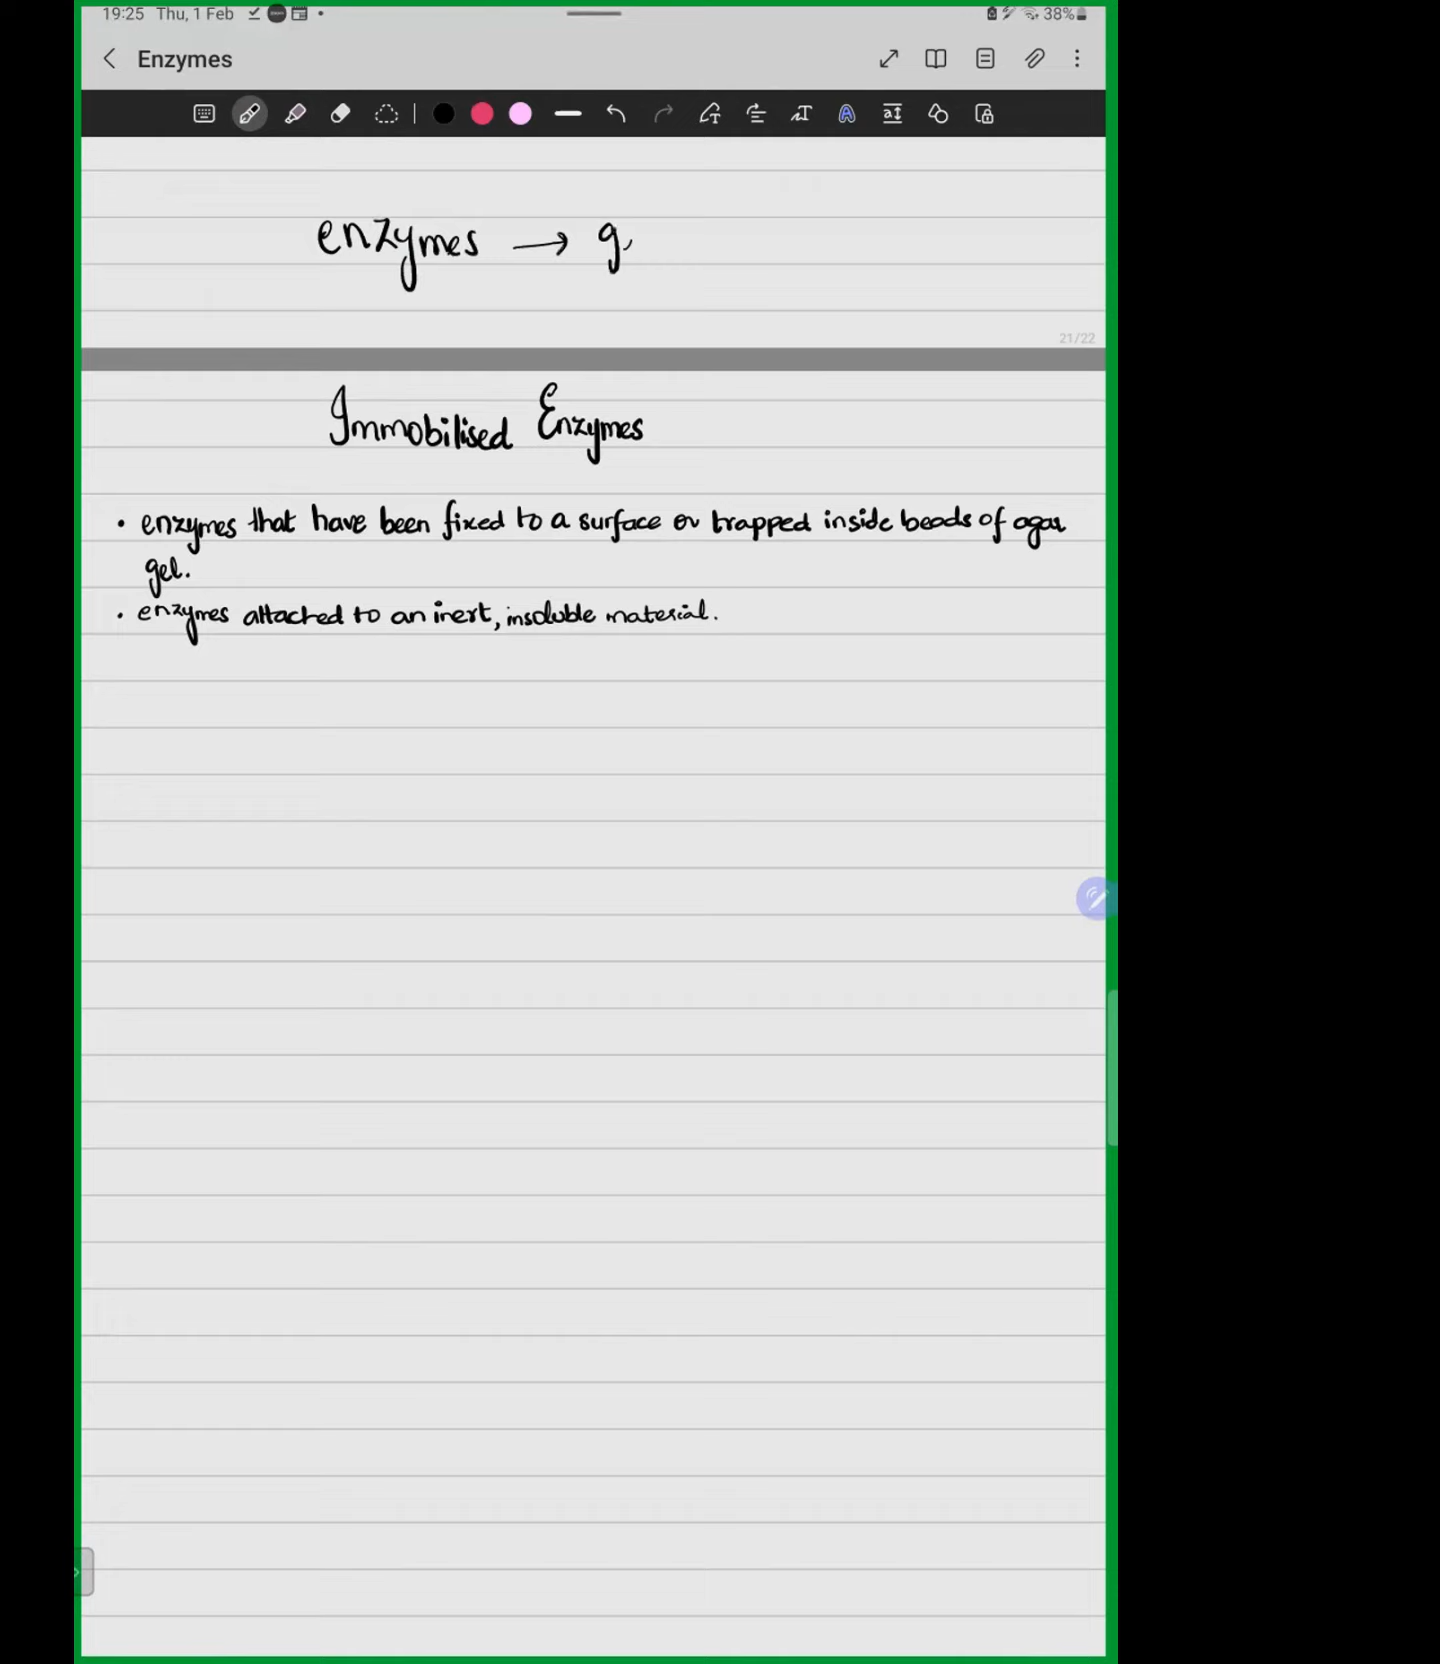 19:25 Thu, 1 Feb
38%
Enzymes
enzymes → g
21/22
Immobilised Enzymes
• enzymes that have been fixed to a surface or trapped inside beads of agar
gel.
• enzymes attached to an inert, insoluble material.